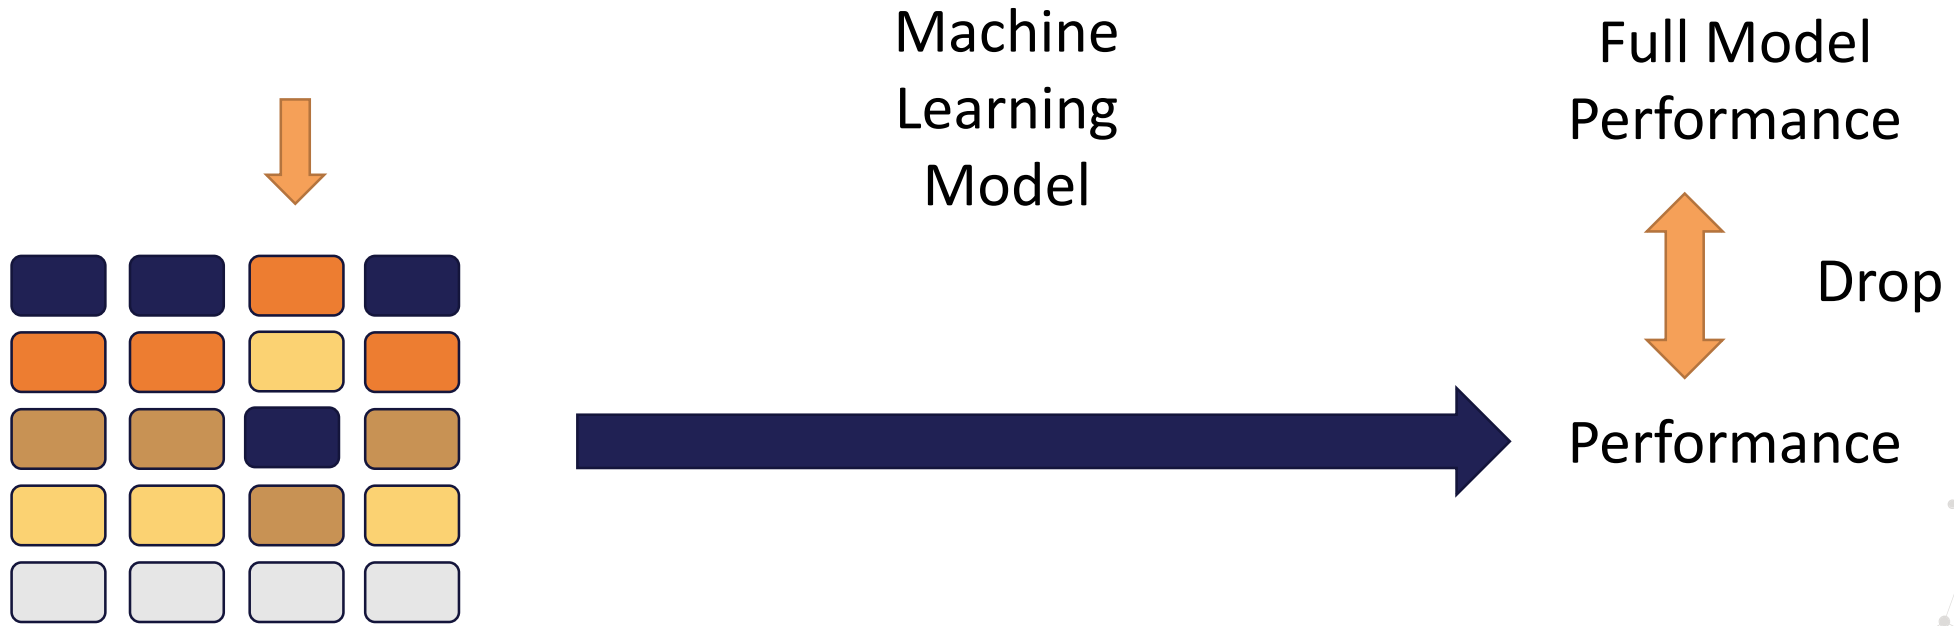 Machine
Learning
Model
Full Model
Performance
Drop
Performance